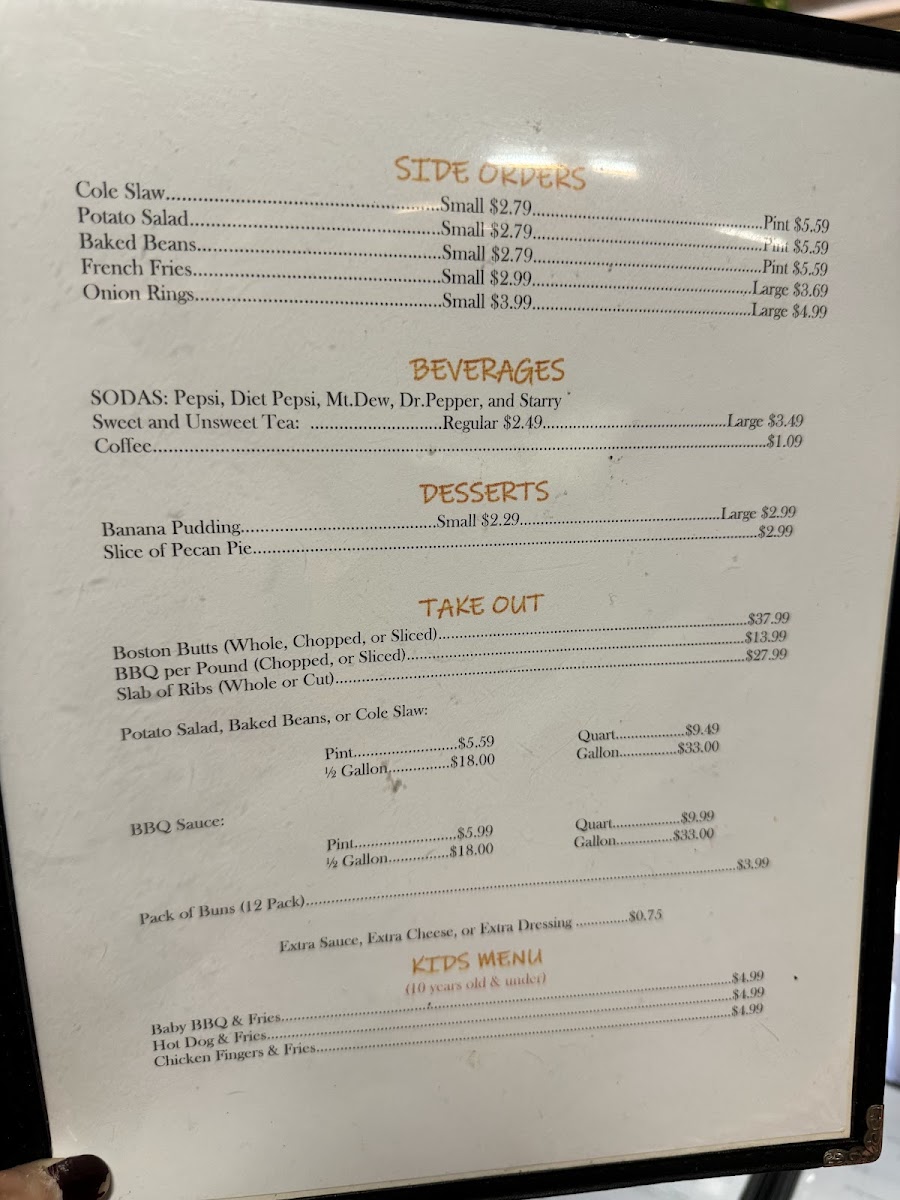 SIDE ORDERS
Cole Slaw....................Small $2.79....................Pint $5.59
Potato Salad....................Small $2.79....................Pint $5.59
Baked Beans....................Small $2.79....................Pint $5.59
French Fries....................Small $2.99....................Large $3.69
Onion Rings....................Small $3.99....................Large $4.99
BEVERAGES
SODAS: Pepsi, Diet Pepsi, Mt.Dew, Dr.Pepper, and Starry
Sweet and Unsweet Tea: ....................Regular $2.49....................Large $3.49
Coffee....................$1.09
DESSERTS
Banana Pudding....................Small $2.29....................Large $2.99
Slice of Pecan Pie....................$2.99
TAKE OUT
Boston Butts (Whole, Chopped, or Sliced)....................$37.99
BBQ per Pound (Chopped, or Sliced)....................$13.99
Slab of Ribs (Whole or Cut)....................$27.99
Potato Salad, Baked Beans, or Cole Slaw:
Pint....................$5.59 Quart....................$9.49
½ Gallon....................$18.00 Gallon....................$33.00
BBQ Sauce:
Pint....................$5.99 Quart....................$9.99
½ Gallon....................$18.00 Gallon....................$33.00
Pack of Buns (12 Pack)....................$3.99
Extra Sauce, Extra Cheese, or Extra Dressing .............$0.75
KIDS MENU
(10 years old & under)
Baby BBQ & Fries....................$4.99
Hot Dog & Fries....................$4.99
Chicken Fingers & Fries....................$4.99